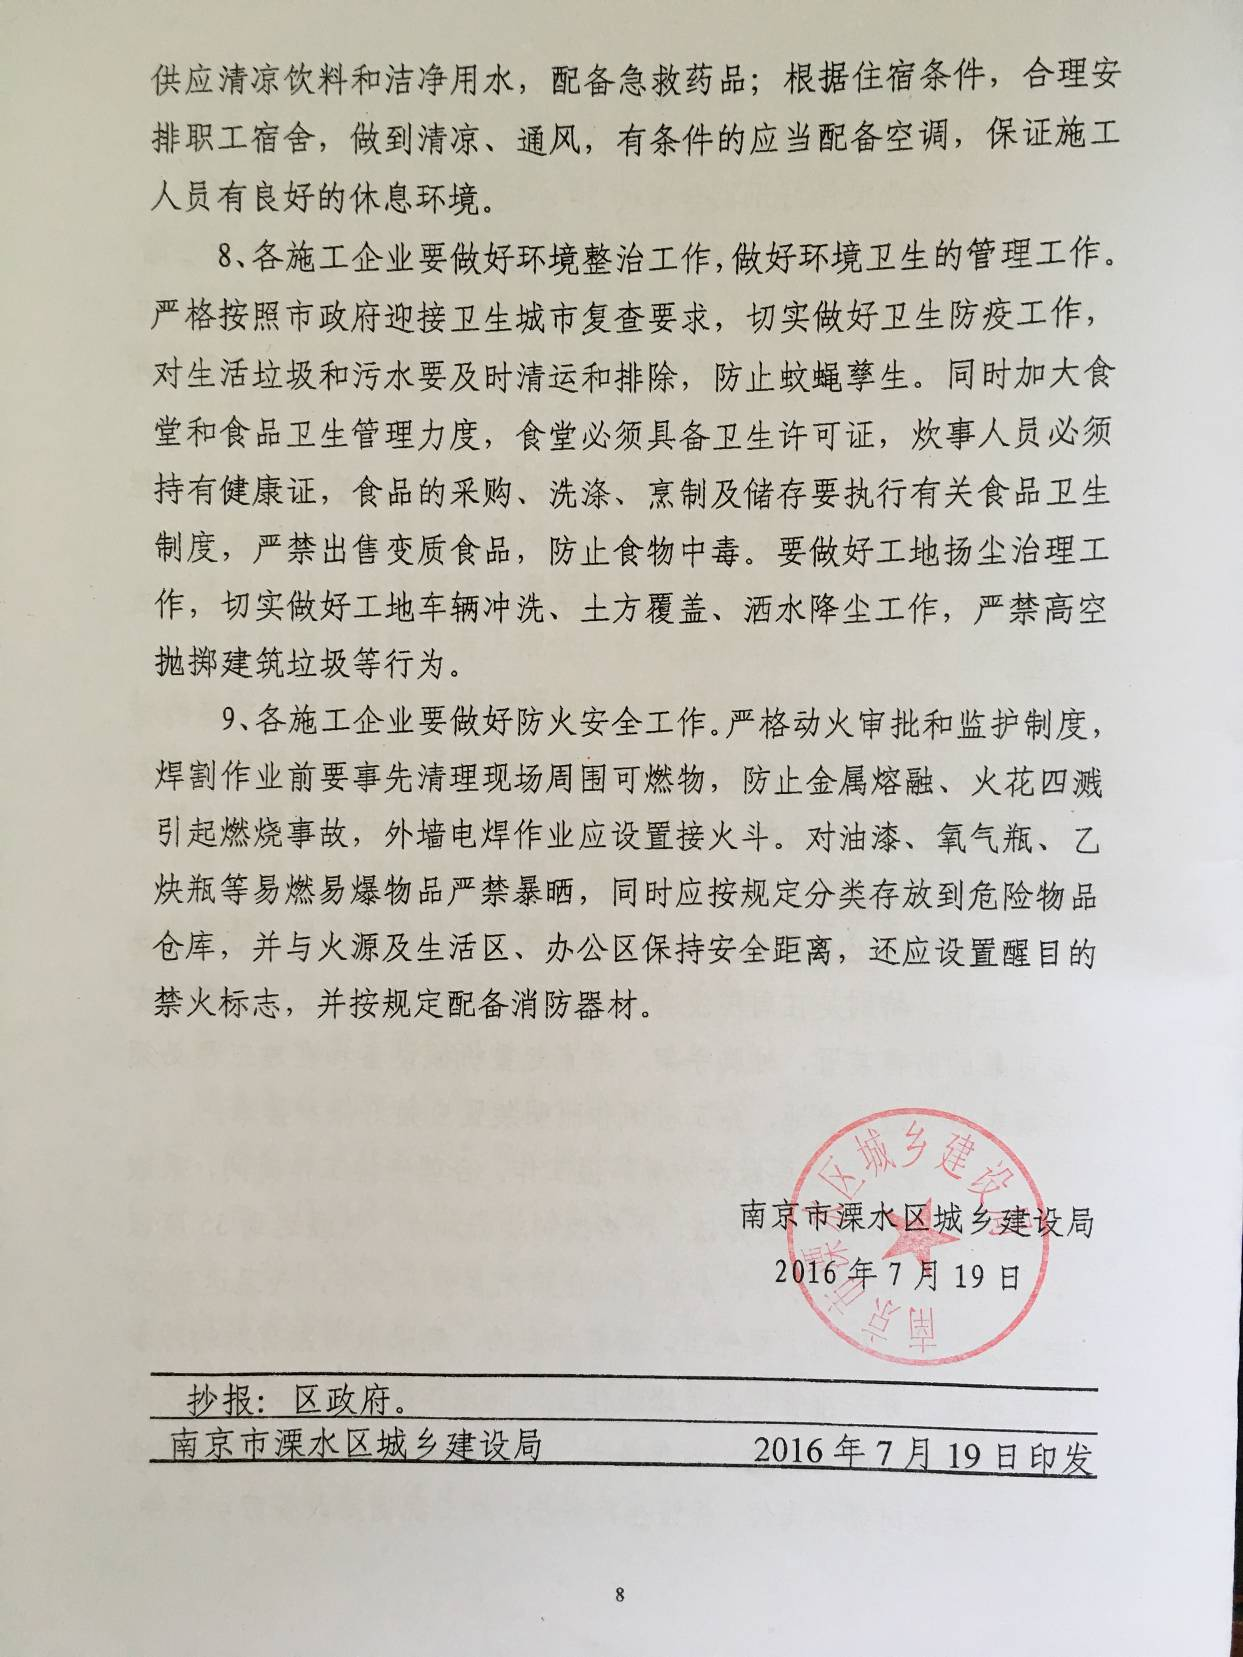 供应清凉饮料和洁净用水，配备急救药品；根据住宿条件，合理安
排职工宿舍，做到清凉、通风，有条件的应当配备空调，保证施工
人员有良好的休息环境。
8、各施工企业要做好环境整治工作，做好环境卫生的管理工作。
严格按照市政府迎接卫生城市复查要求，切实做好卫生防疫工作，
对生活垃圾和污水要及时清运和排除，防止蚊蝇孳生。同时加大食
堂和食品卫生管理力度，食堂必须具备卫生许可证，炊事人员必须
持有健康证，食品的采购、洗涤、烹制及储存要执行有关食品卫生
制度，严禁出售变质食品，防止食物中毒。要做好工地扬尘治理工
作，切实做好工地车辆冲洗、土方覆盖、洒水降尘工作，严禁高空
抛掷建筑垃圾等行为。
9、各施工企业要做好防火安全工作。严格动火审批和监护制度，
焊割作业前要事先清理现场周围可燃物，防止金属熔融、火花四溅
引起燃烧事故，外墙电焊作业应设置接火斗。对油漆、氧气瓶、乙
炔瓶等易燃易爆物品严禁暴晒，同时应按规定分类存放到危险物品
仓库，并与火源及生活区、办公区保持安全距离，还应设置醒目的
禁火标志，并按规定配备消防器材。
南京市溧水区城乡建设局
南京市溧水区城乡建设局
2016年7月19日
抄报：区政府。
南京市溧水区城乡建设局 2016年7月19日印发
8